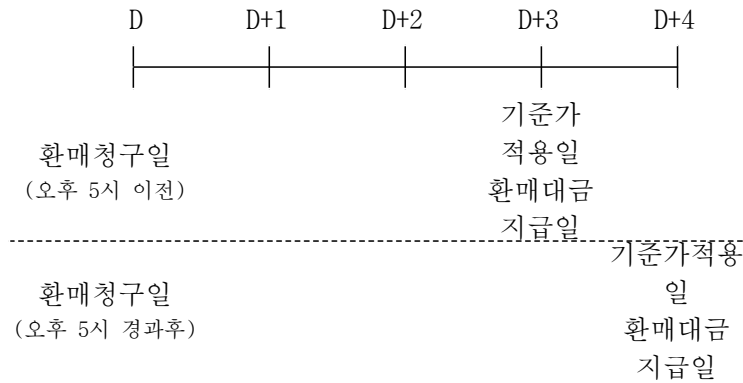 D D+1 D+2 D+3 D+4
환매청구일
(오후 5시 이전)
기준가
적용일
환매대금
지급일
환매청구일
(오후 5시 경과후)
기준가적용
일
환매대금
지급일